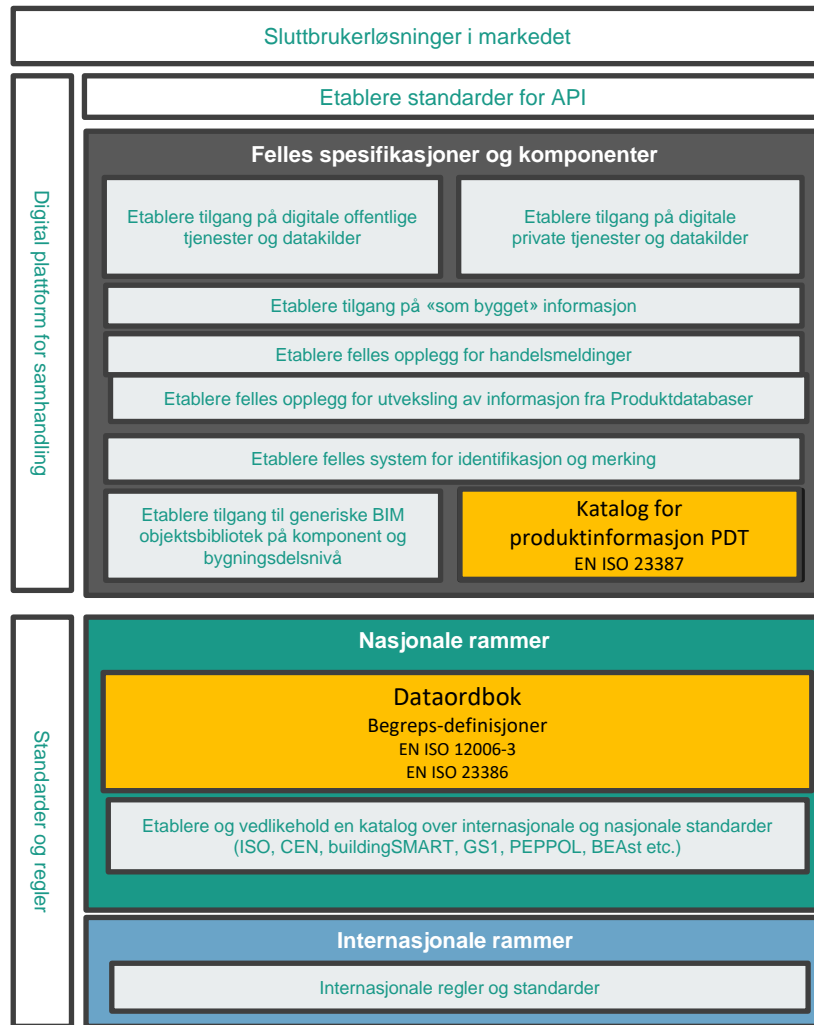 Sluttbrukerløsninger i markedet
Digital plattform for samhandling
Etablere standarder for API
Felles spesifikasjoner og komponenter
Etablere tilgang på digitale offentlige
tjenester og datakilder
Etablere tilgang på digitale
private tjenester og datakilder
Etablere tilgang på «som bygget» informasjon
Etablere felles opplegg for handelsmeldinger
Etablere felles opplegg for utveksling av informasjon fra Produktdatabaser
Etablere felles system for identifikasjon og merking
Etablere tilgang til generiske BIM
objektsbibliotek på komponent og
bygningsdelsnivå
Katalog for
produktinformasjon PDT
EN ISO 23387
Standarder og regler
Nasjonale rammer
Dataordbok
Begreps-definisjoner
EN ISO 12006-3
EN ISO 23386
Etablere og vedlikehold en katalog over internasjonale og nasjonale standarder
(ISO, CEN, buildingSMART, GS1, PEPPOL, BEAst etc.)
Internasjonale rammer
Internasjonale regler og standarder